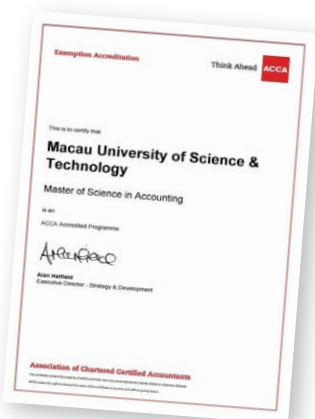 Exemption Accreditation
Think Ahead ACCA
This is to certify that
Macau University of Science &
Technology
Master of Science in Accounting
is an
ACCA Accredited Programme
Alan Hatfield
Executive Director - Strategy & Development
Association of Chartered Certified Accountants